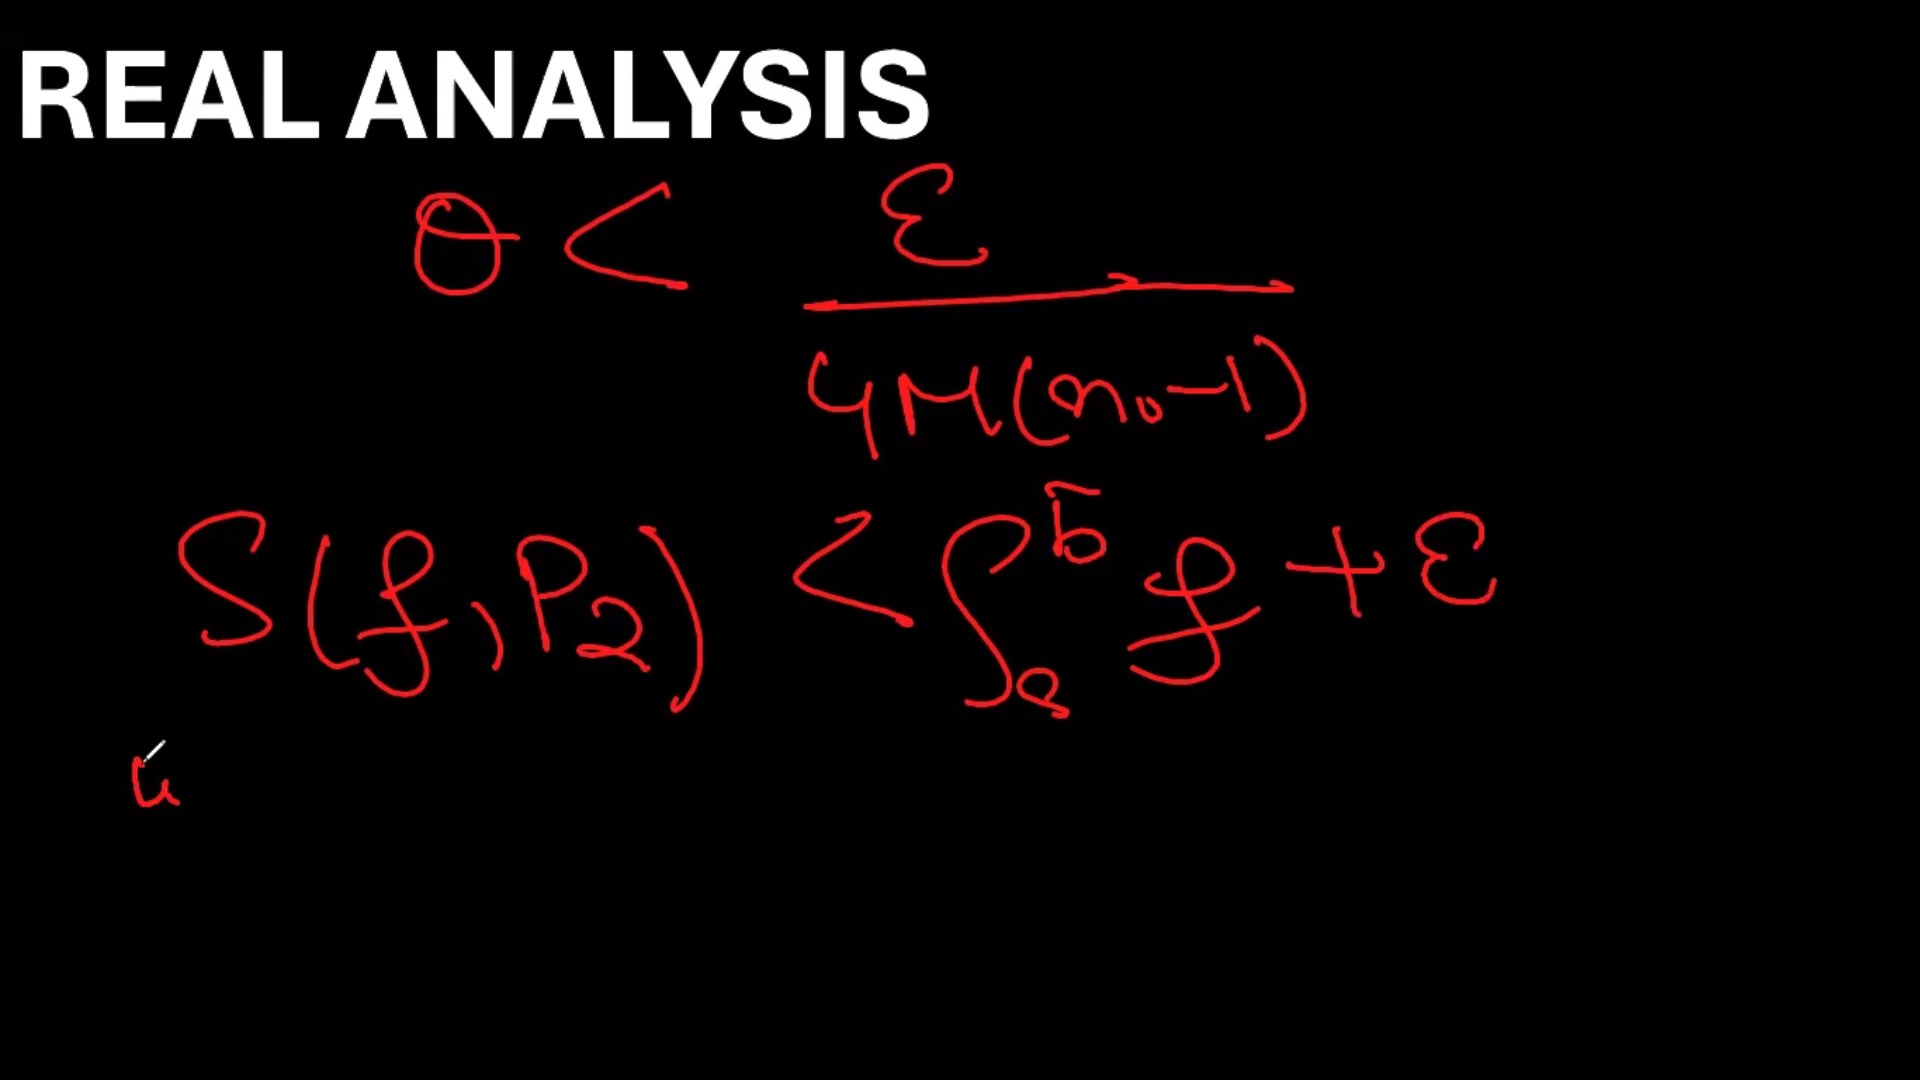 REAL ANALYSIS
θ < ε / 4M(n₀-1)
S(f, P₂) < ∫ₐᵇ̄ f + ε